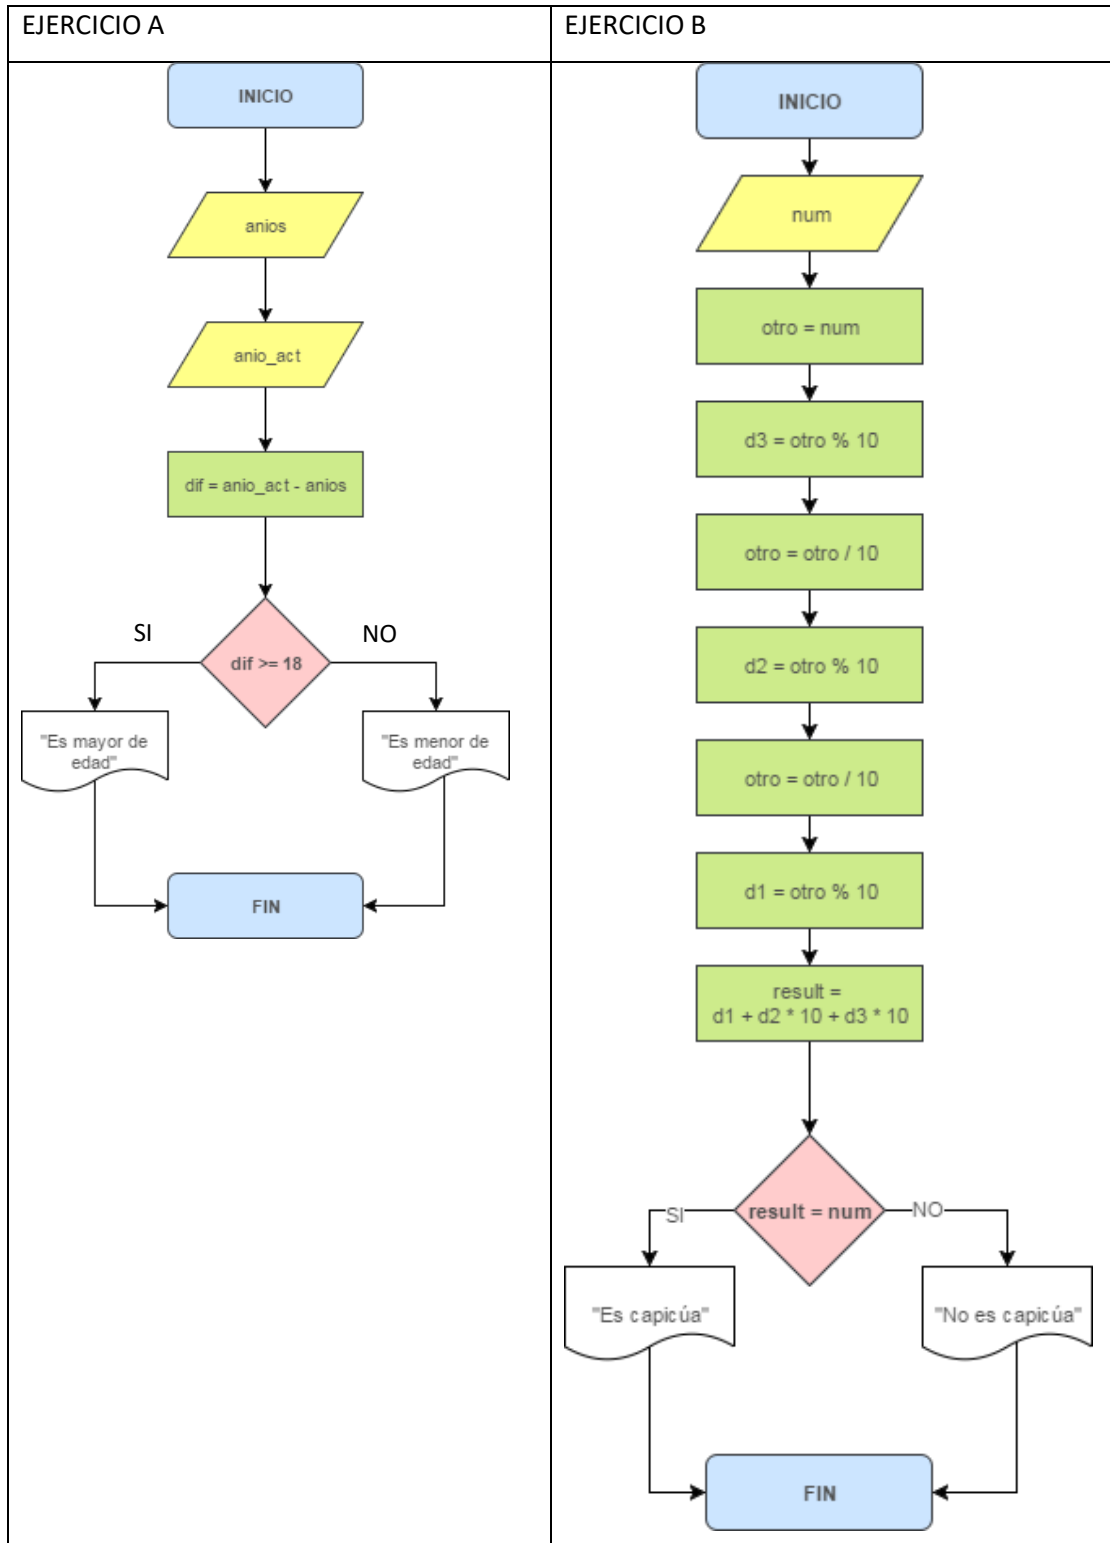 EJERCICIO A
INICIO
anios
anio_act
dif = anio_act - anios
dif >= 18
SI
NO
"Es mayor de
edad"
"Es menor de
edad"
FIN
EJERCICIO B
INICIO
num
otro = num
d3 = otro % 10
otro = otro / 10
d2 = otro % 10
otro = otro / 10
d1 = otro % 10
result =
d1 + d2 * 10 + d3 * 10
result = num
SI
NO
"Es capicúa"
"No es capicúa"
FIN